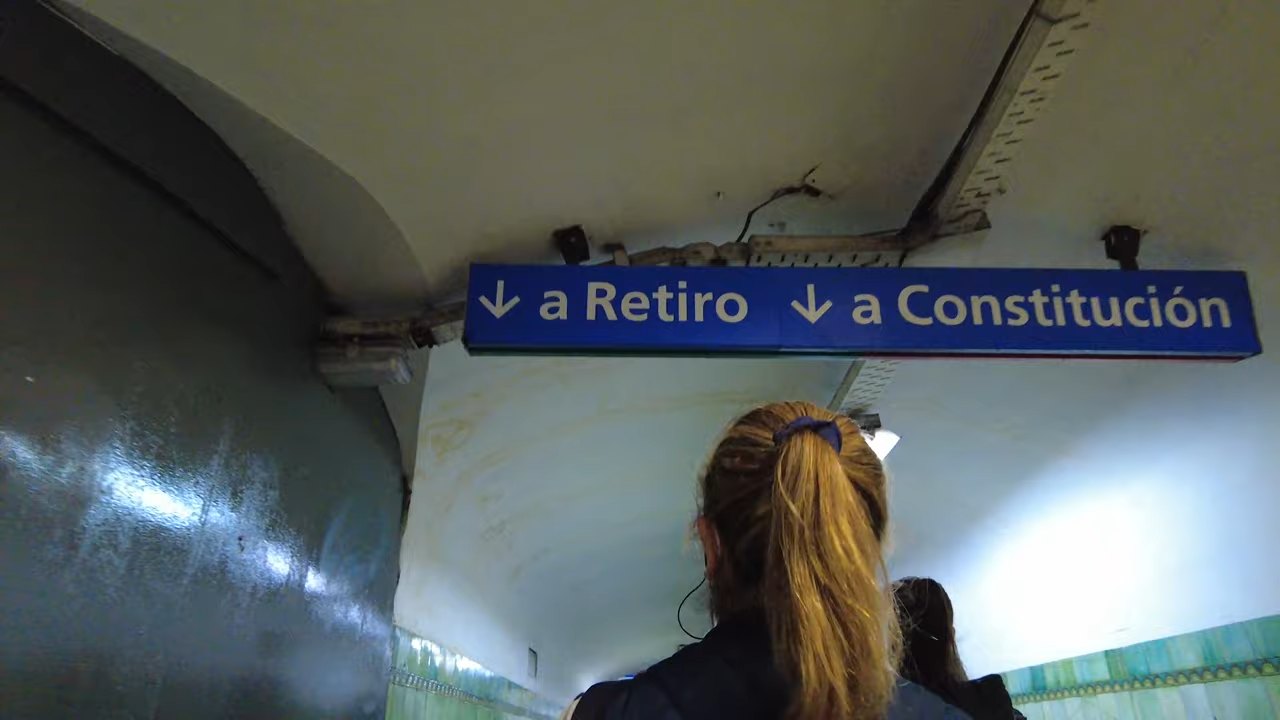 ↓ a Retiro ↓ a Constitución